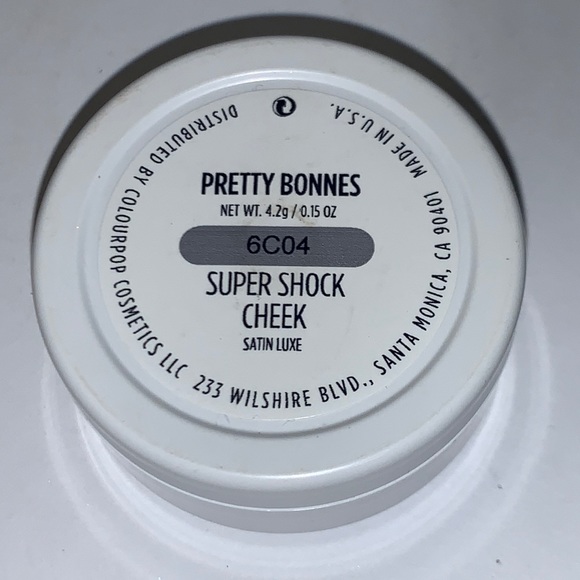 PRETTY BONNES
NET WT. 4.2g / 0.15 OZ
6C04
SUPER SHOCK
CHEEK
SATIN LUXE
DISTRIBUTED BY COLOURPOP COSMETICS LLC 233 WILSHIRE BLVD., SANTA MONICA, CA 90401 MADE IN U.S.A.